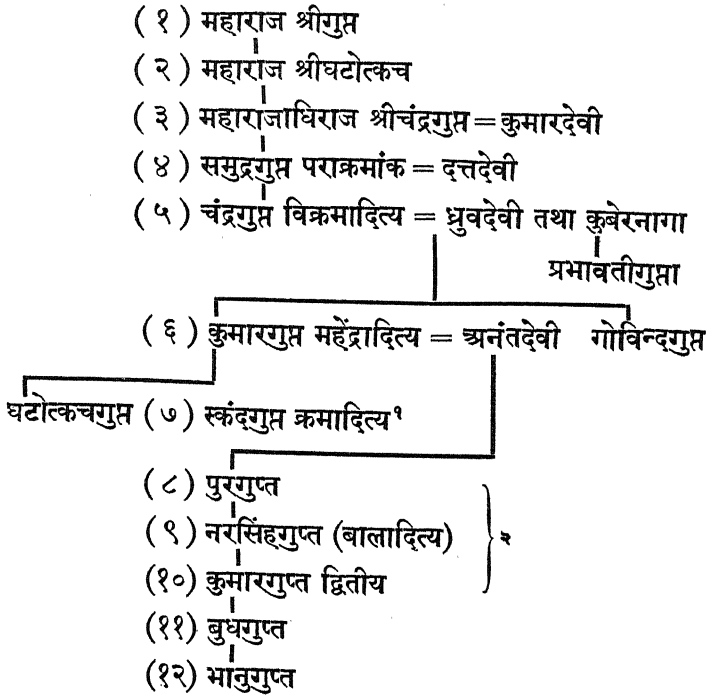 (१) महाराज श्रीगुप्त
(२) महाराज श्रीघटोत्कच
(३) महाराजाधिराज श्रीचंद्रगुप्त = कुमारदेवी
(४) समुद्रगुप्त पराक्रमांक = दत्तदेवी
(५) चंद्रगुप्त विक्रमादित्य = ध्रुवदेवी तथा कुबेरनागा
प्रभावतीगुप्ता
(६) कुमारगुप्त महेंद्रादित्य = अनंतदेवी गोविन्दगुप्त
घटोत्कचगुप्त (७) स्कंदगुप्त क्रमादित्य१
(८) पुरगुप्त
(९) नरसिंहगुप्त (बालादित्य) } २
(१०) कुमारगुप्त द्वितीय
(११) बुधगुप्त
(१२) भानुगुप्त